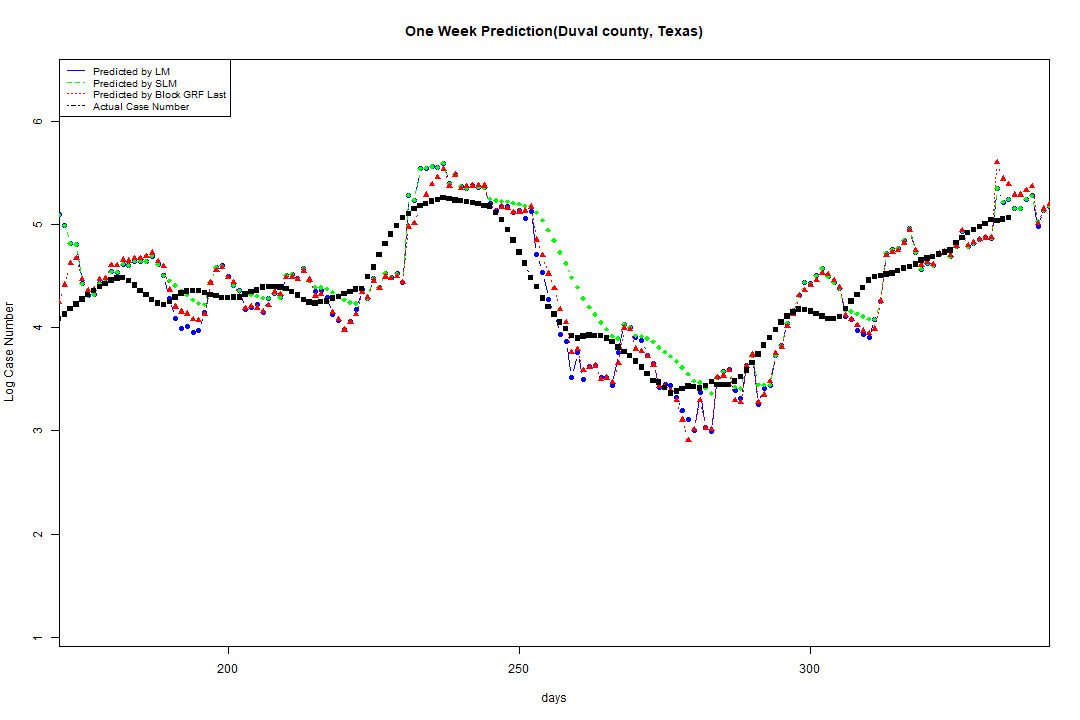 One Week Prediction(Duval county, Texas)
Predicted by LM
Predicted by SLM
Predicted by Block GRF Last
Actual Case Number
Log Case Number
6
5
4
3
2
1
200
250
300
days